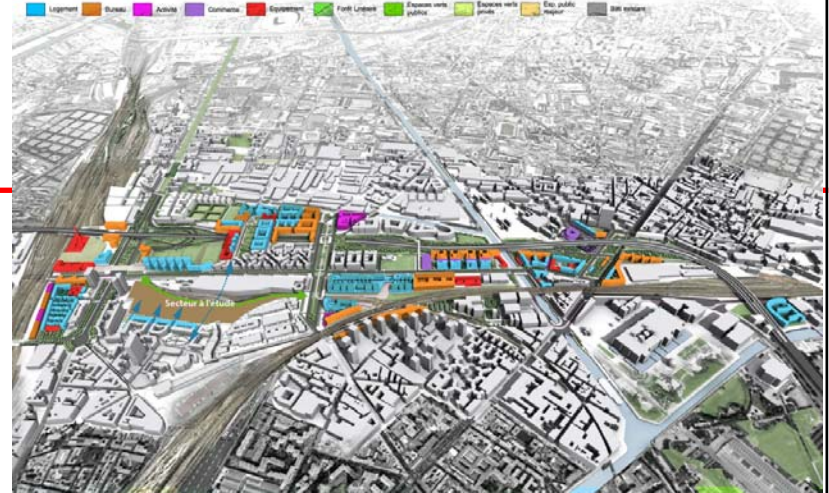 Logement Bureau Activité Commerce Equipement Forêt Linéaire Espaces verts publics Espaces verts privés Esp. public majeur Bâti existant
Secteur à l'étude